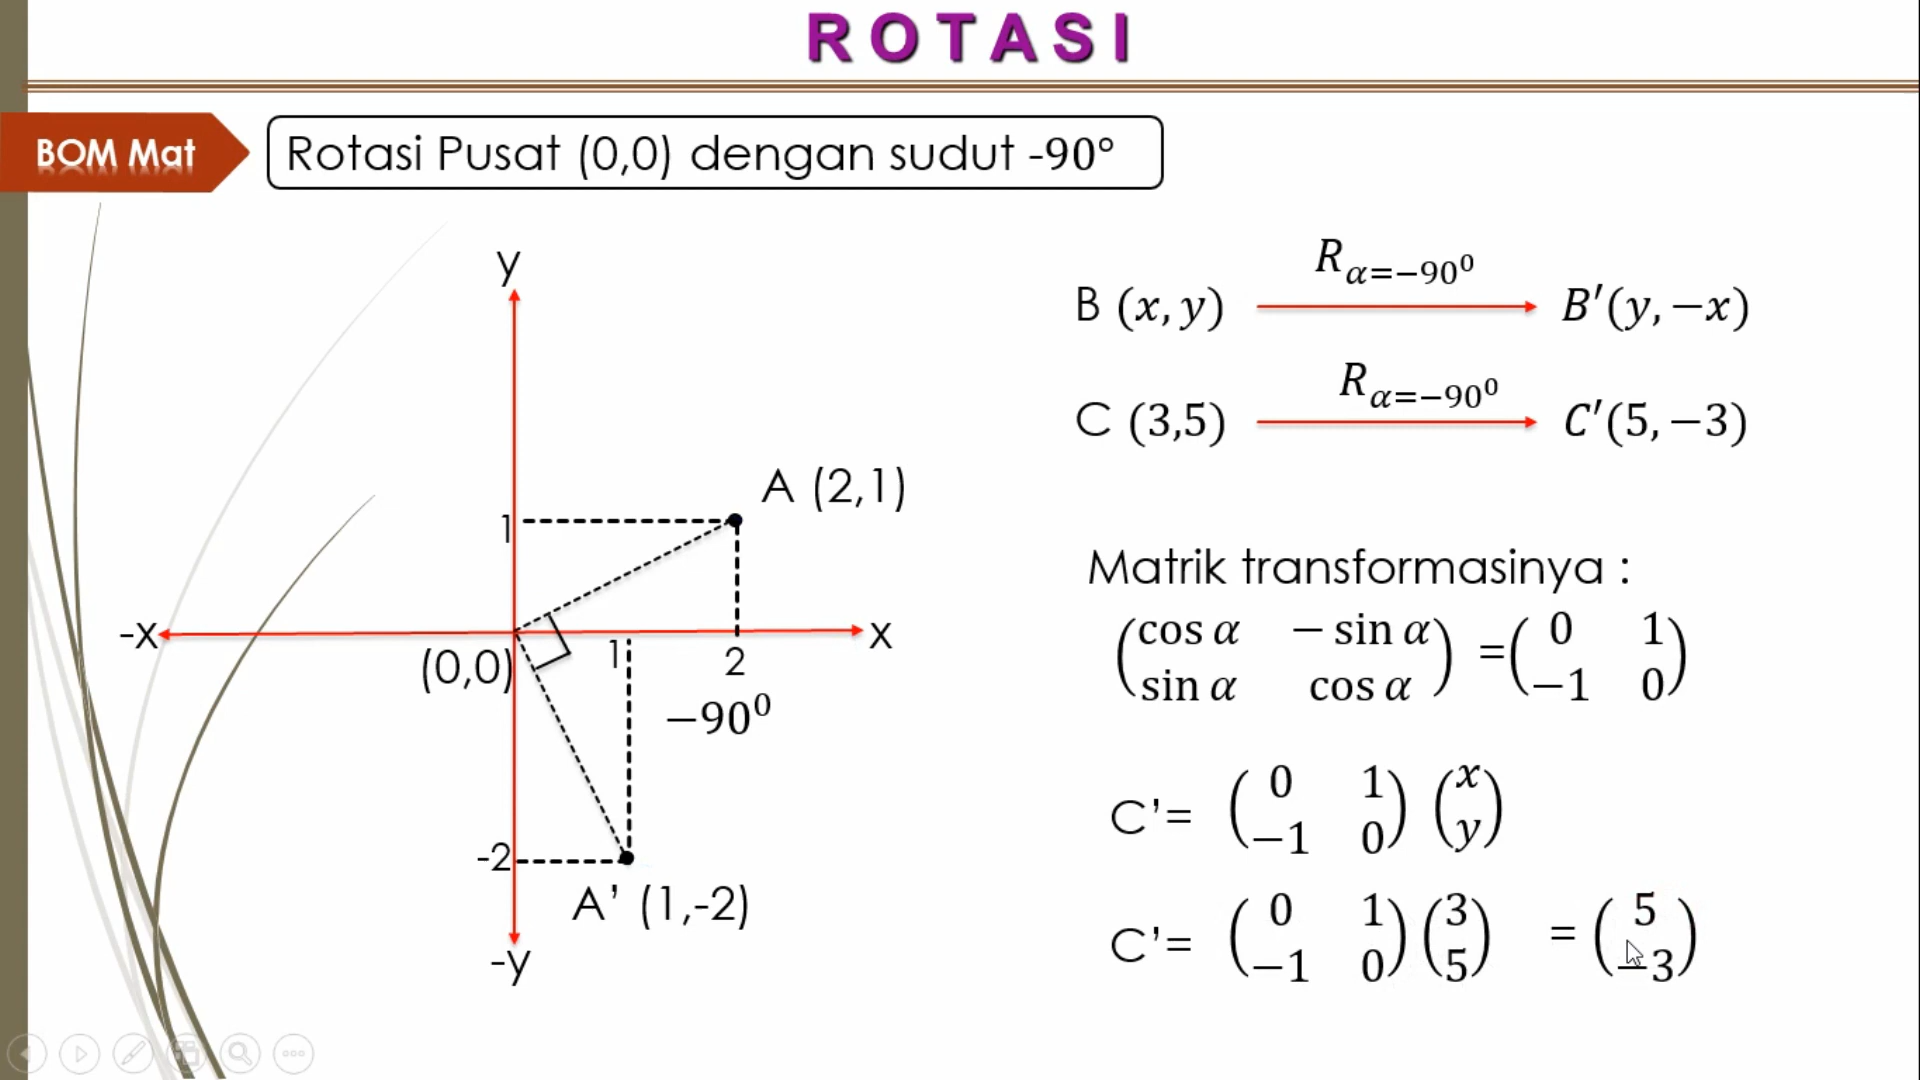 ROTASI
BOM Mat
Rotasi Pusat (0,0) dengan sudut -90°
y
-x
x
(0,0)
1
1
2
-2
-y
A (2,1)
−90⁰
A' (1,-2)
R α=−90⁰
B (x, y) B′(y, −x)
R α=−90⁰
C (3,5) C′(5, −3)
Matrik transformasinya :
(cos α − sin α) = (0 1)
(sin α cos α) (−1 0)
C'= (0 1) (x)
(−1 0) (y)
C'= (0 1) (3) = (5)
(−1 0) (5) (−3)